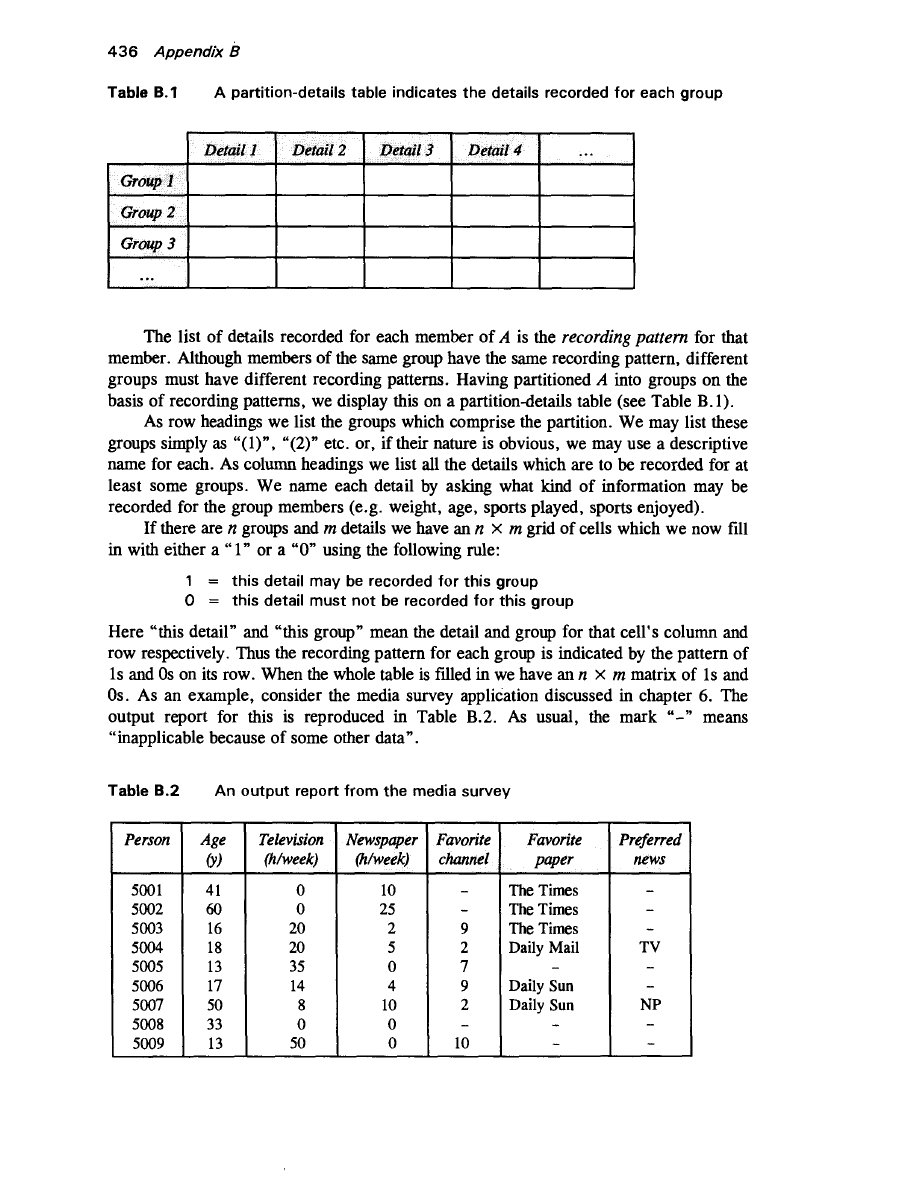 436 Appendix B
Table B.1 A partition-details table indicates the details recorded for each group
Detail 1 Detail 2 Detail 3 Detail 4 ...
Group 1
Group 2
Group 3
...
The list of details recorded for each member of A is the recording pattern for that
member. Although members of the same group have the same recording pattern, different
groups must have different recording patterns. Having partitioned A into groups on the
basis of recording patterns, we display this on a partition-details table (see Table B.1).
As row headings we list the groups which comprise the partition. We may list these
groups simply as "(1)", "(2)" etc. or, if their nature is obvious, we may use a descriptive
name for each. As column headings we list all the details which are to be recorded for at
least some groups. We name each detail by asking what kind of information may be
recorded for the group members (e.g. weight, age, sports played, sports enjoyed).
If there are n groups and m details we have an n × m grid of cells which we now fill
in with either a "1" or a "0" using the following rule:
1 = this detail may be recorded for this group
0 = this detail must not be recorded for this group
Here "this detail" and "this group" mean the detail and group for that cell's column and
row respectively. Thus the recording pattern for each group is indicated by the pattern of
1s and 0s on its row. When the whole table is filled in we have an n × m matrix of 1s and
0s. As an example, consider the media survey application discussed in chapter 6. The
output report for this is reproduced in Table B.2. As usual, the mark "–" means
"inapplicable because of some other data".
Table B.2 An output report from the media survey
Person Age Television Newspaper Favorite Favorite Preferred
(y) (h/week) (h/week) channel paper news
5001 41 0 10 – The Times –
5002 60 0 25 – The Times –
5003 16 20 2 9 The Times –
5004 18 20 5 2 Daily Mail TV
5005 13 35 0 7 – –
5006 17 14 4 9 Daily Sun –
5007 50 8 10 2 Daily Sun NP
5008 33 0 0 – – –
5009 13 50 0 10 – –